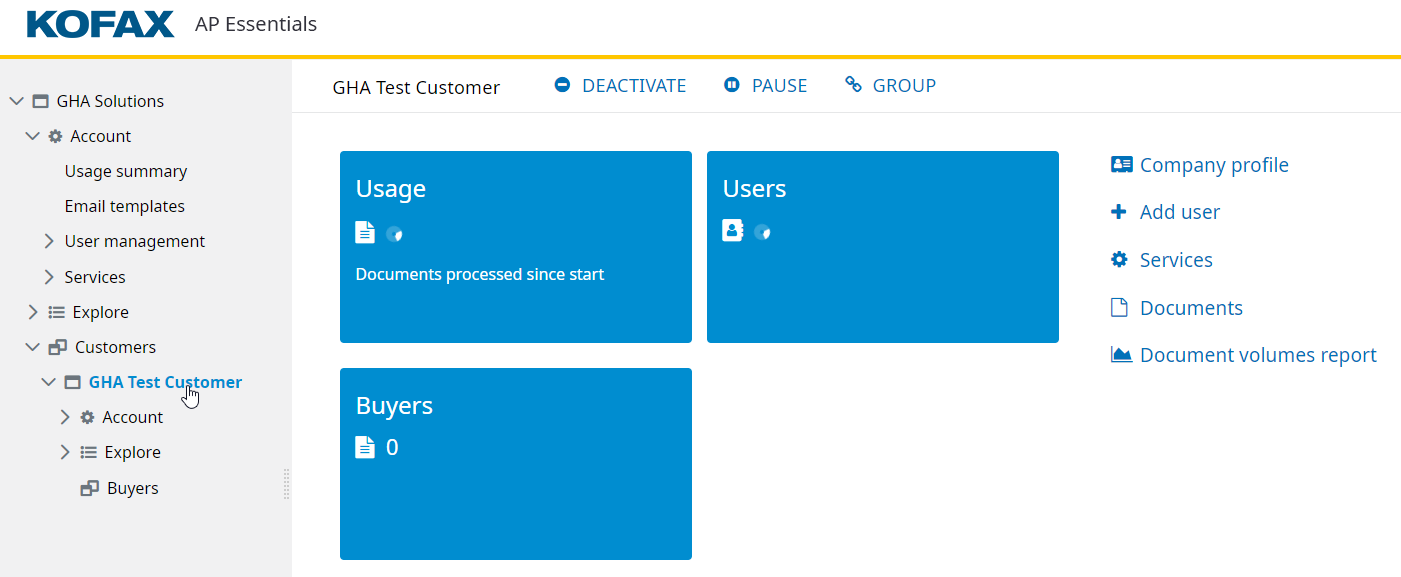 KOFAX AP Essentials
GHA Solutions
Account
Usage summary
Email templates
User management
Services
Explore
Customers
GHA Test Customer
Account
Explore
Buyers
GHA Test Customer DEACTIVATE PAUSE GROUP
Usage
Documents processed since start
Users
Buyers
0
Company profile
Add user
Services
Documents
Document volumes report